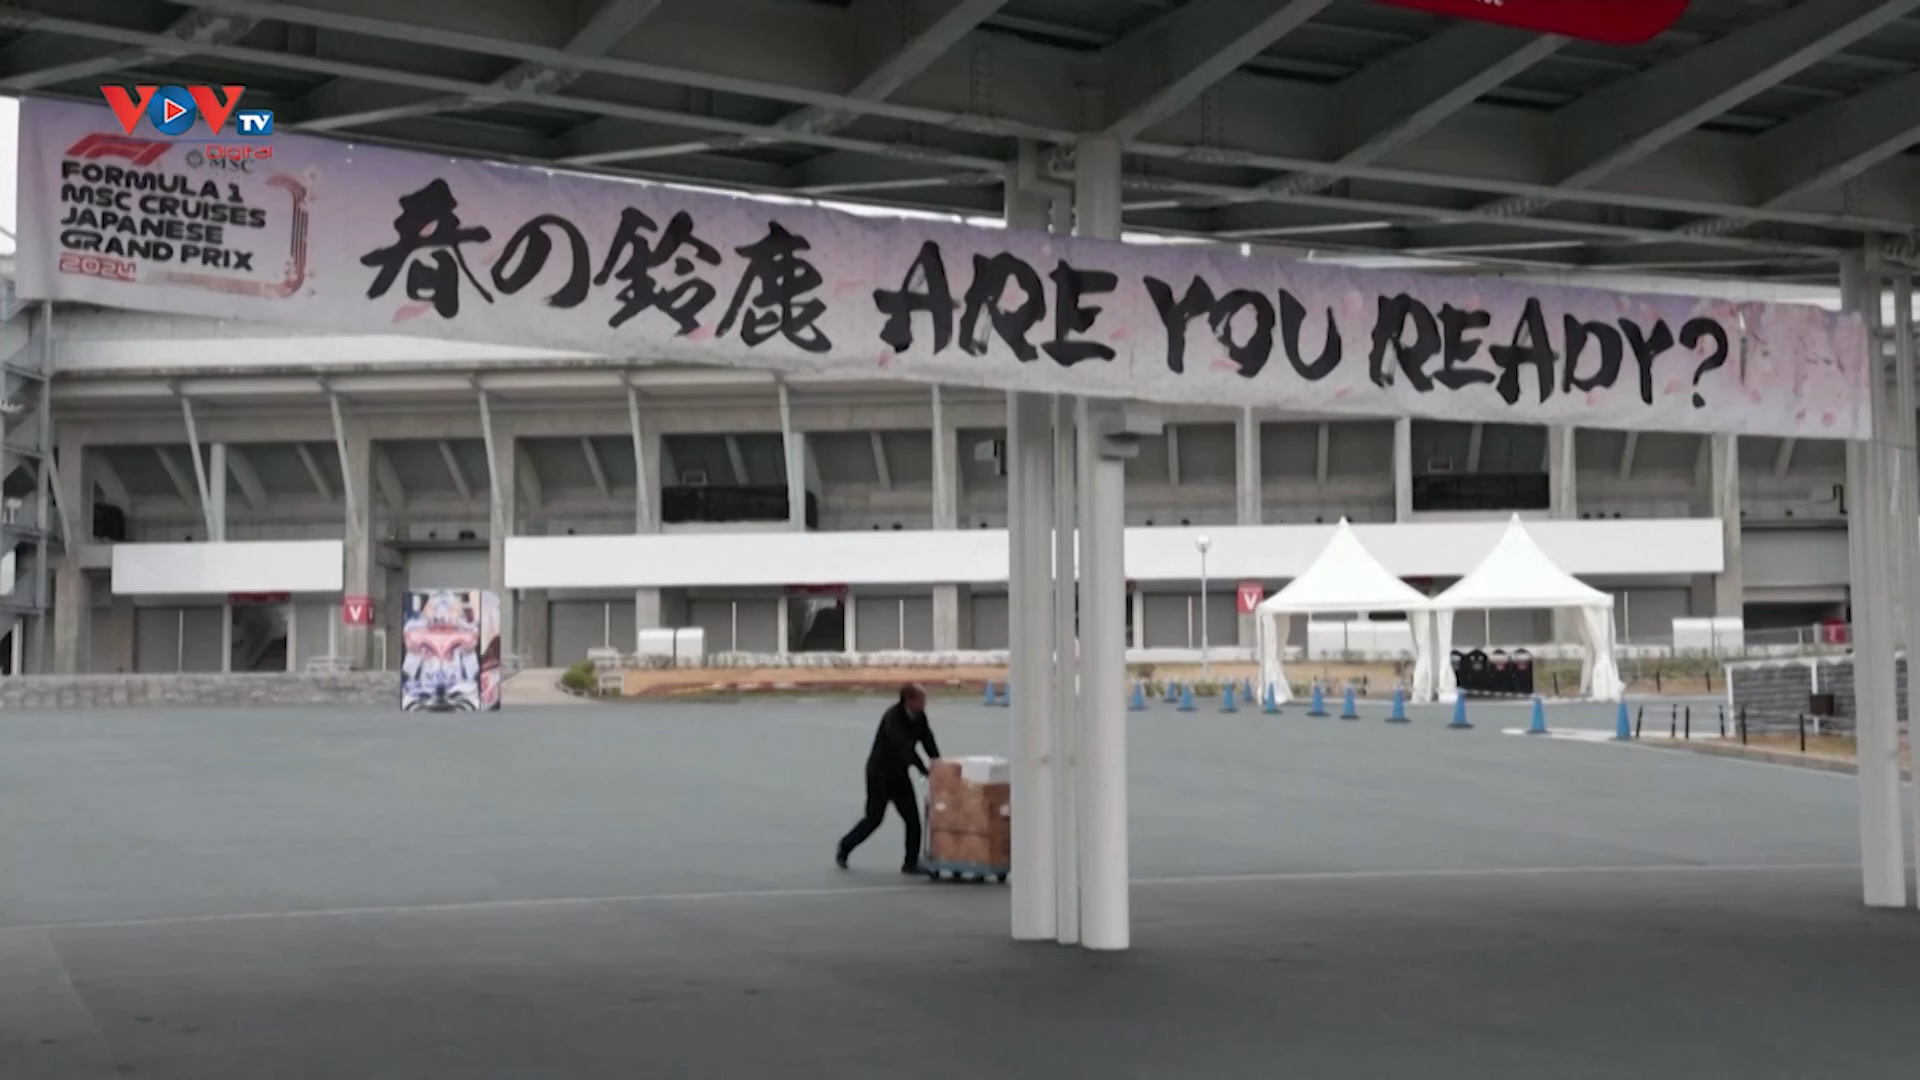 VOV TV
Digital
F1
MSC
FORMULA 1
MSC CRUISES
JAPANESE
GRAND PRIX
2024
春の鈴鹿 ARE YOU READY?
V
V